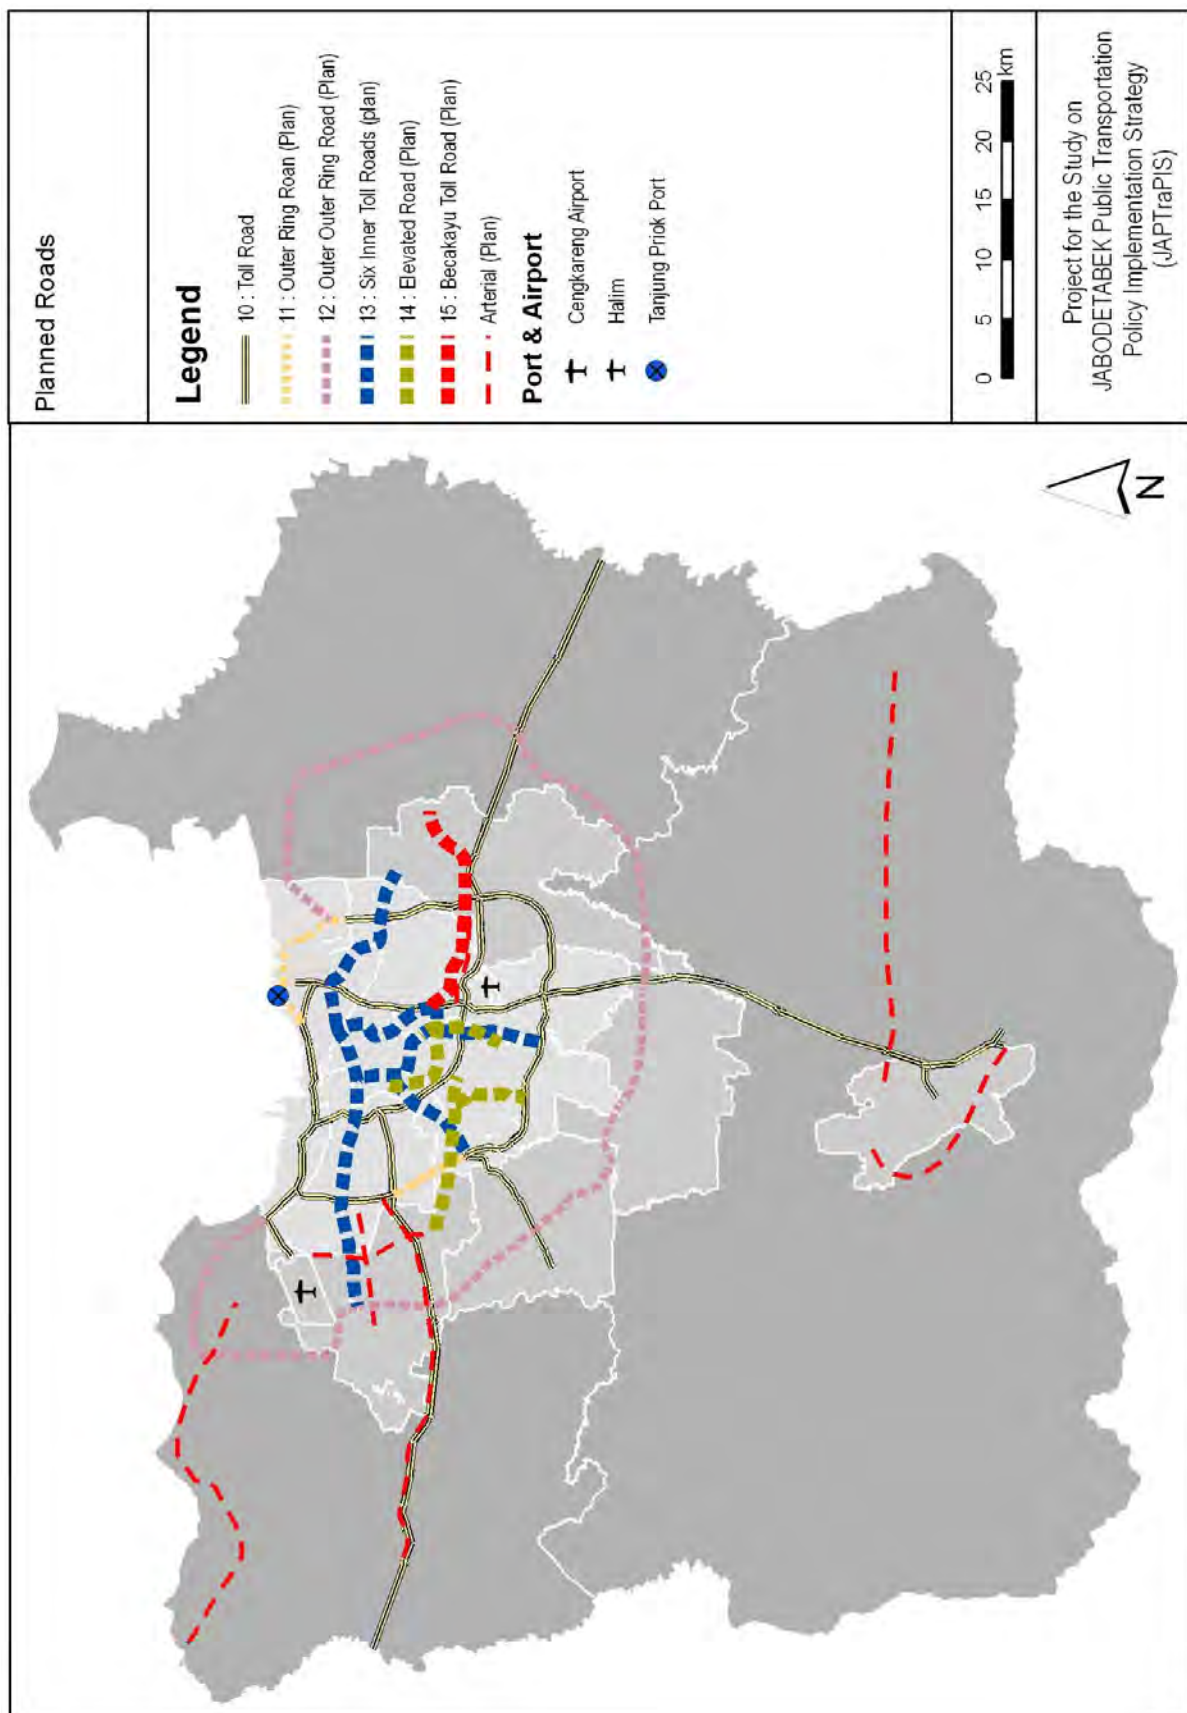 Planned Roads
Legend
10 : Toll Road
11 : Outer Ring Roan (Plan)
12 : Outer Outer Ring Road (Plan)
13 : Six Inner Toll Roads (plan)
14 : Elevated Road (Plan)
15 : Becakayu Toll Road (Plan)
Arterial (Plan)
Port & Airport
Cengkareng Airport
Halim
Tanjung Priok Port
0 5 10 15 20 25
km
Project for the Study on
JABODETABEK Public Transportation
Policy Implementation Strategy
(JAPTraPIS)
N